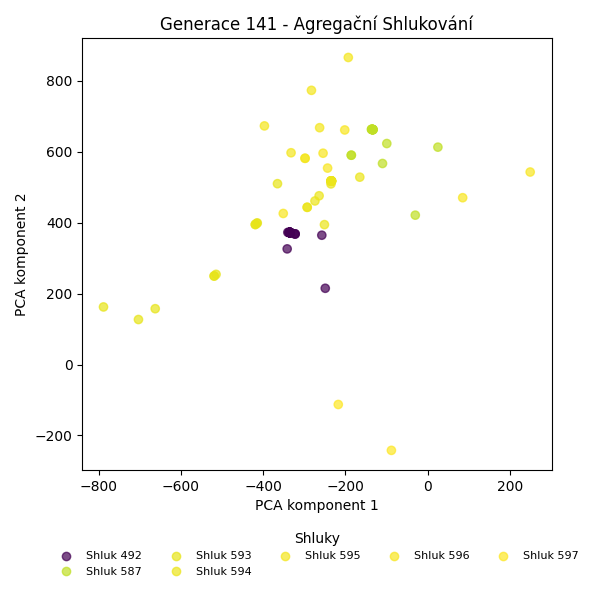 Generace 141 - Agregační Shlukování
PCA komponent 2
800
600
400
200
0
−200
−800 −600 −400 −200 0 200
PCA komponent 1
Shluky
Shluk 492 Shluk 593 Shluk 595 Shluk 596 Shluk 597
Shluk 587 Shluk 594